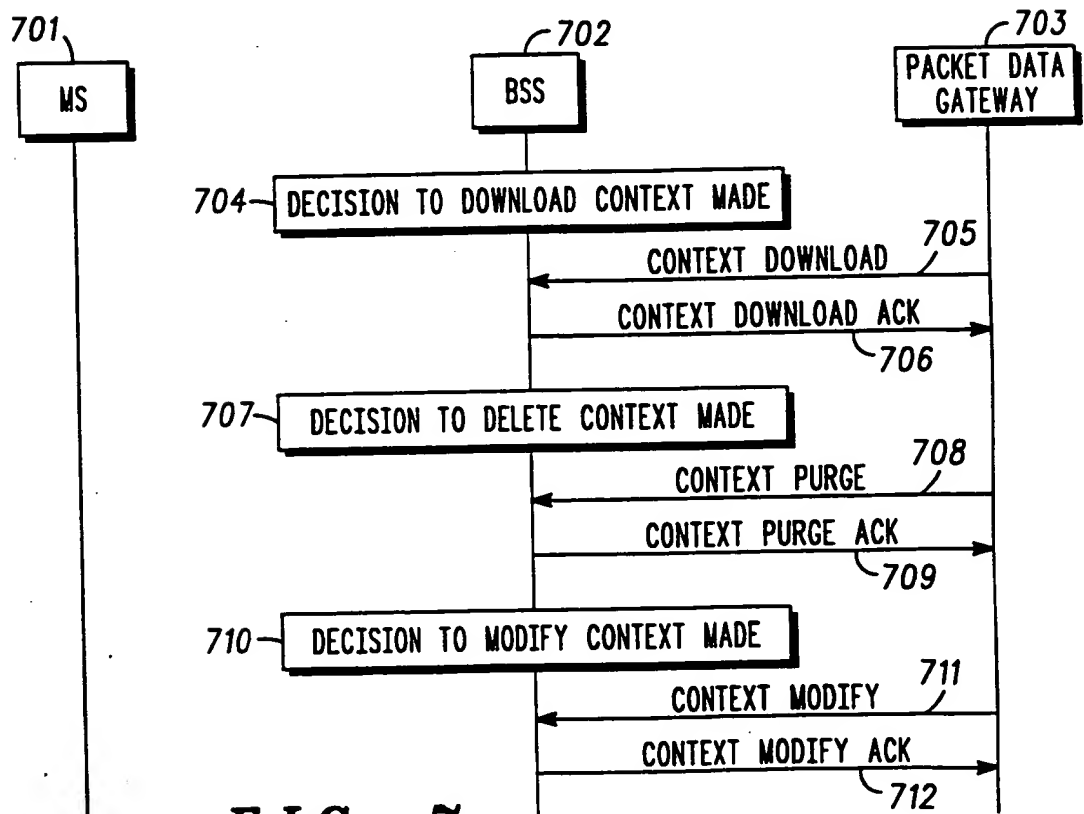 701
702
703
MS
BSS
PACKET DATA
GATEWAY
704
DECISION TO DOWNLOAD CONTEXT MADE
705
CONTEXT DOWNLOAD
CONTEXT DOWNLOAD ACK
706
707
DECISION TO DELETE CONTEXT MADE
708
CONTEXT PURGE
CONTEXT PURGE ACK
709
710
DECISION TO MODIFY CONTEXT MADE
711
CONTEXT MODIFY
CONTEXT MODIFY ACK
712